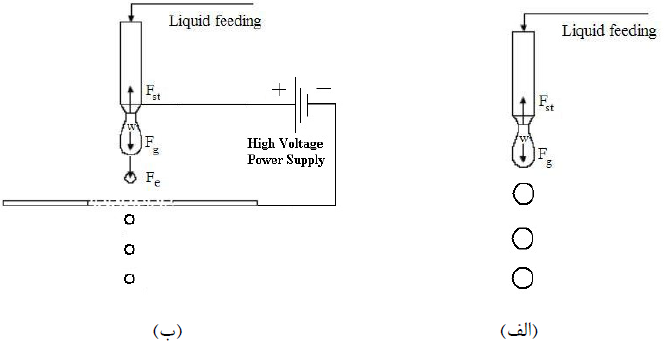 Liquid feeding
Fst
+ −
W
Fg
High Voltage
Power Supply
Fe
(ب)
Liquid feeding
Fst
W
Fg
(الف)